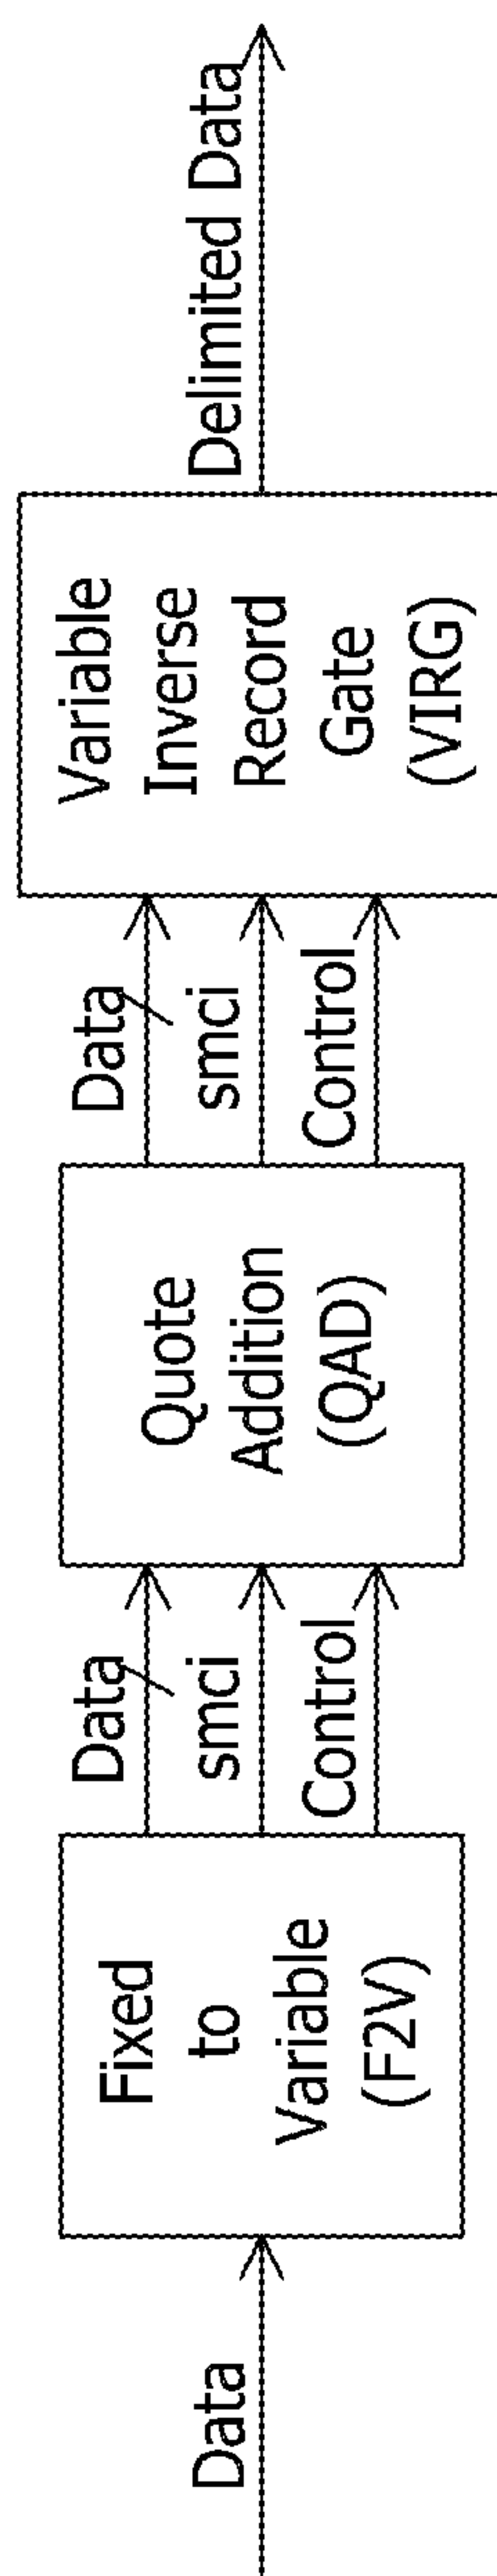 Data
Fixed
to
Variable
(F2V)
Data
smci
Control
Quote
Addition
(QAD)
Data
smci
Control
Variable
Inverse
Record
Gate
(VIRG)
Delimited Data